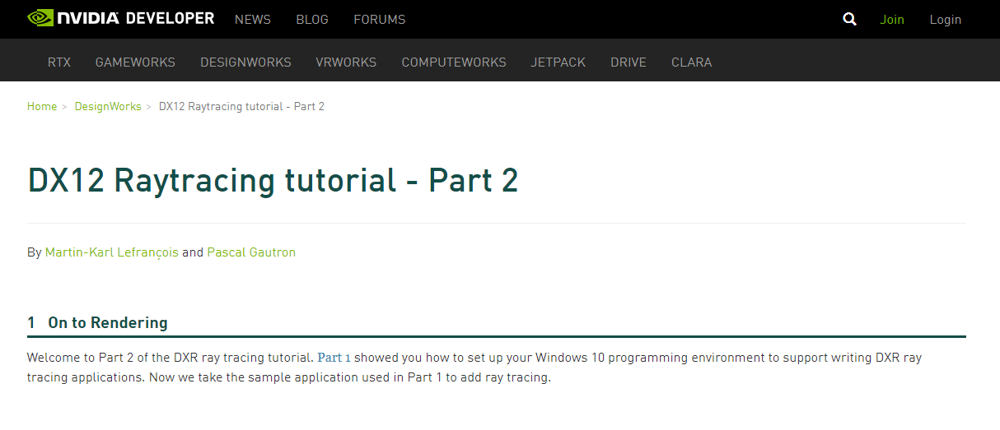 NVIDIA DEVELOPER NEWS BLOG FORUMS Join Login
RTX GAMEWORKS DESIGNWORKS VRWORKS COMPUTEWORKS JETPACK DRIVE CLARA
Home > DesignWorks > DX12 Raytracing tutorial - Part 2
DX12 Raytracing tutorial - Part 2
By Martin-Karl Lefrançois and Pascal Gautron
1 On to Rendering
Welcome to Part 2 of the DXR ray tracing tutorial. Part 1 showed you how to set up your Windows 10 programming environment to support writing DXR ray
tracing applications. Now we take the sample application used in Part 1 to add ray tracing.